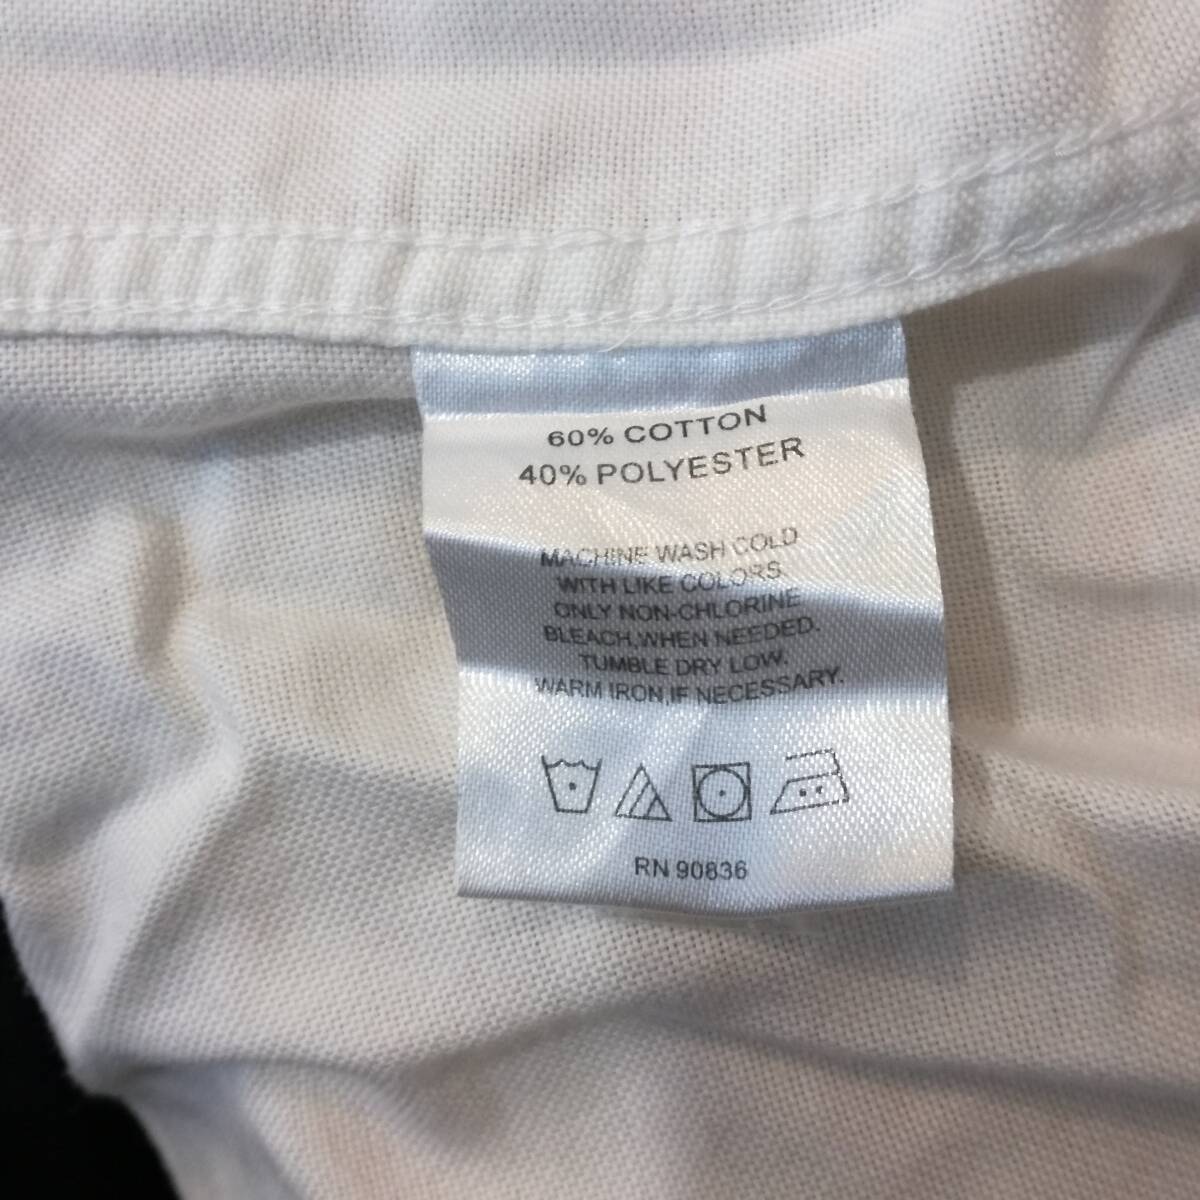 60% COTTON
40% POLYESTER
MACHINE WASH COLD
WITH LIKE COLORS
ONLY NON-CHLORINE
BLEACH,WHEN NEEDED.
TUMBLE DRY LOW.
WARM IRON,IF NECESSARY.
RN 90836